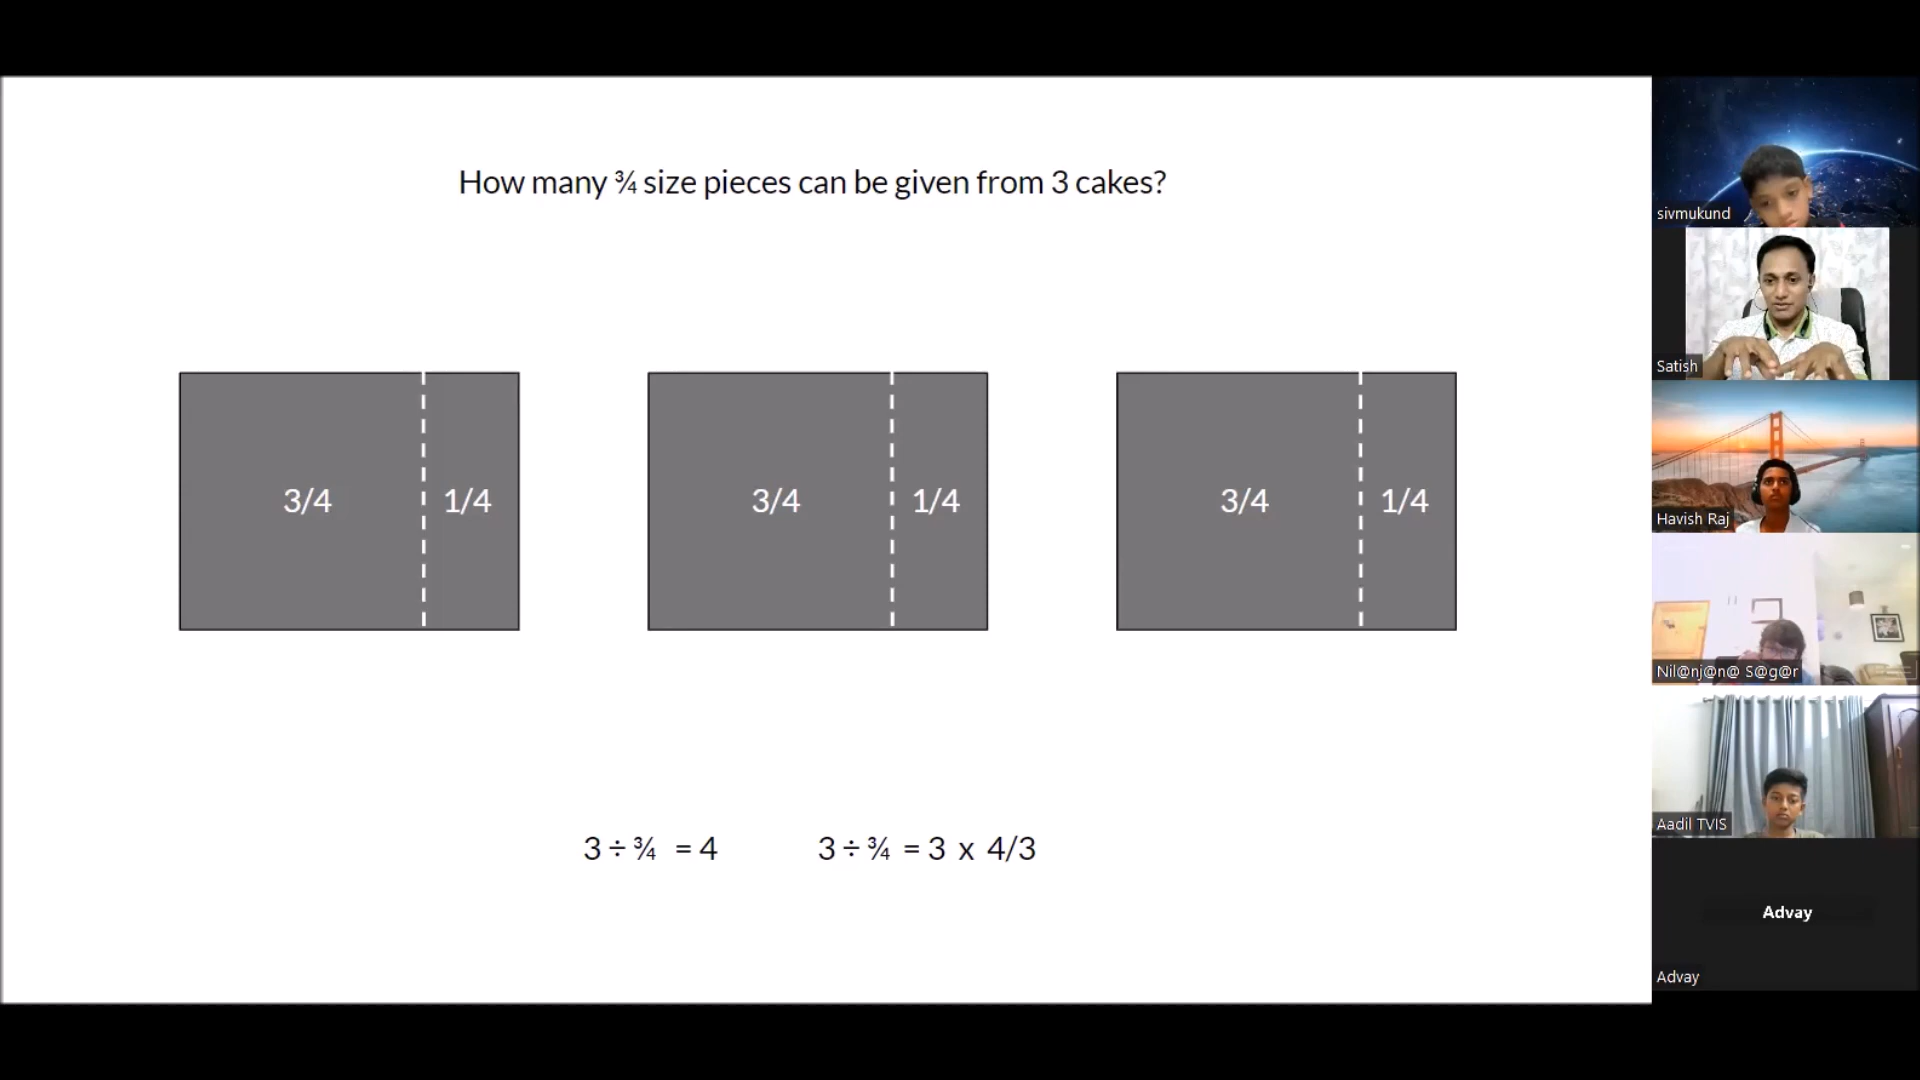 How many ¾ size pieces can be given from 3 cakes?
3/4 1/4 3/4 1/4 3/4 1/4
3 ÷ ¾ = 4 3 ÷ ¾ = 3 x 4/3
sivmukund
Satish
Havish Raj
Nil@nj@n@ S@g@r
Aadil TVIS
Advay
Advay